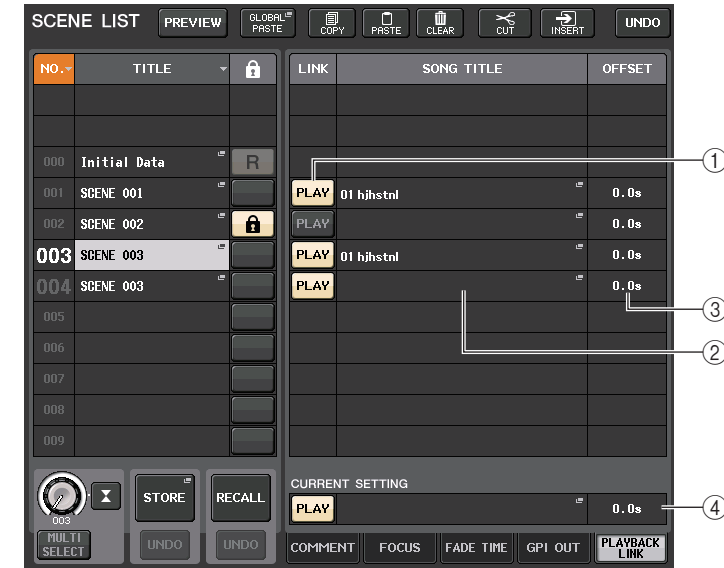 SCENE LIST PREVIEW GLOBAL PASTE COPY PASTE CLEAR CUT INSERT UNDO
NO. TITLE LINK SONG TITLE OFFSET
000 Initial Data R
001 SCENE 001 PLAY 01 hjhstnl 0.0s
002 SCENE 002 PLAY 0.0s
003 SCENE 003 PLAY 01 hjhstnl 0.0s
004 SCENE 003 PLAY 0.0s
005
006
007
008
009
1
3
2
STORE RECALL
CURRENT SETTING
PLAY 0.0s
4
003
MULTI SELECT UNDO UNDO
COMMENT FOCUS FADE TIME GPI OUT PLAYBACK LINK